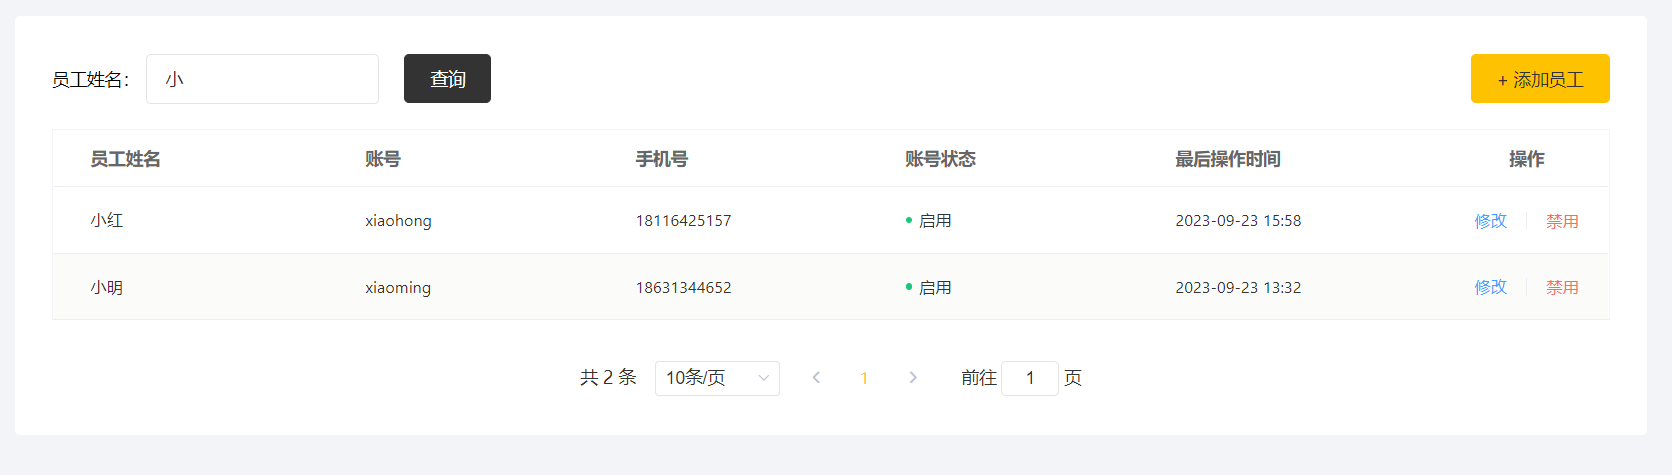 员工姓名： 小 查询 + 添加员工
员工姓名 账号 手机号 账号状态 最后操作时间 操作
小红 xiaohong 18116425157 启用 2023-09-23 15:58 修改 禁用
小明 xiaoming 18631344652 启用 2023-09-23 13:32 修改 禁用
共 2 条 10条/页 1 前往 1 页